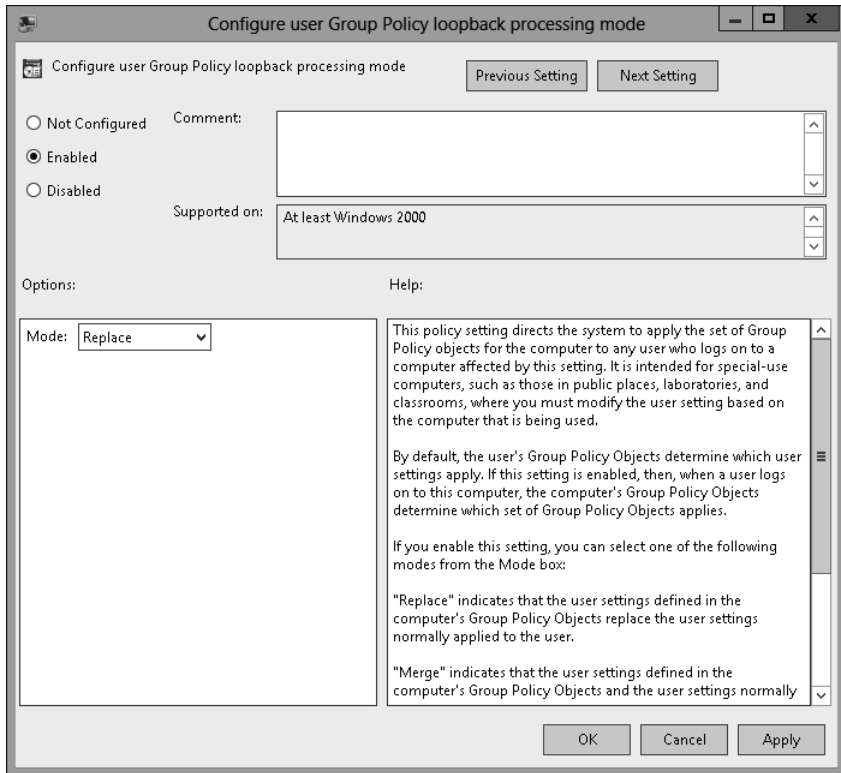 Configure user Group Policy loopback processing mode
Configure user Group Policy loopback processing mode
Previous Setting
Next Setting
Not Configured
Comment:
Enabled
Disabled
Supported on:
At least Windows 2000
Options:
Help:
Mode: Replace
This policy setting directs the system to apply the set of Group
Policy objects for the computer to any user who logs on to a
computer affected by this setting. It is intended for special-use
computers, such as those in public places, laboratories, and
classrooms, where you must modify the user setting based on
the computer that is being used.
By default, the user's Group Policy Objects determine which user
settings apply. If this setting is enabled, then, when a user logs
on to this computer, the computer's Group Policy Objects
determine which set of Group Policy Objects applies.
If you enable this setting, you can select one of the following
modes from the Mode box:
"Replace" indicates that the user settings defined in the
computer's Group Policy Objects replace the user settings
normally applied to the user.
"Merge" indicates that the user settings defined in the
computer's Group Policy Objects and the user settings normally
OK
Cancel
Apply